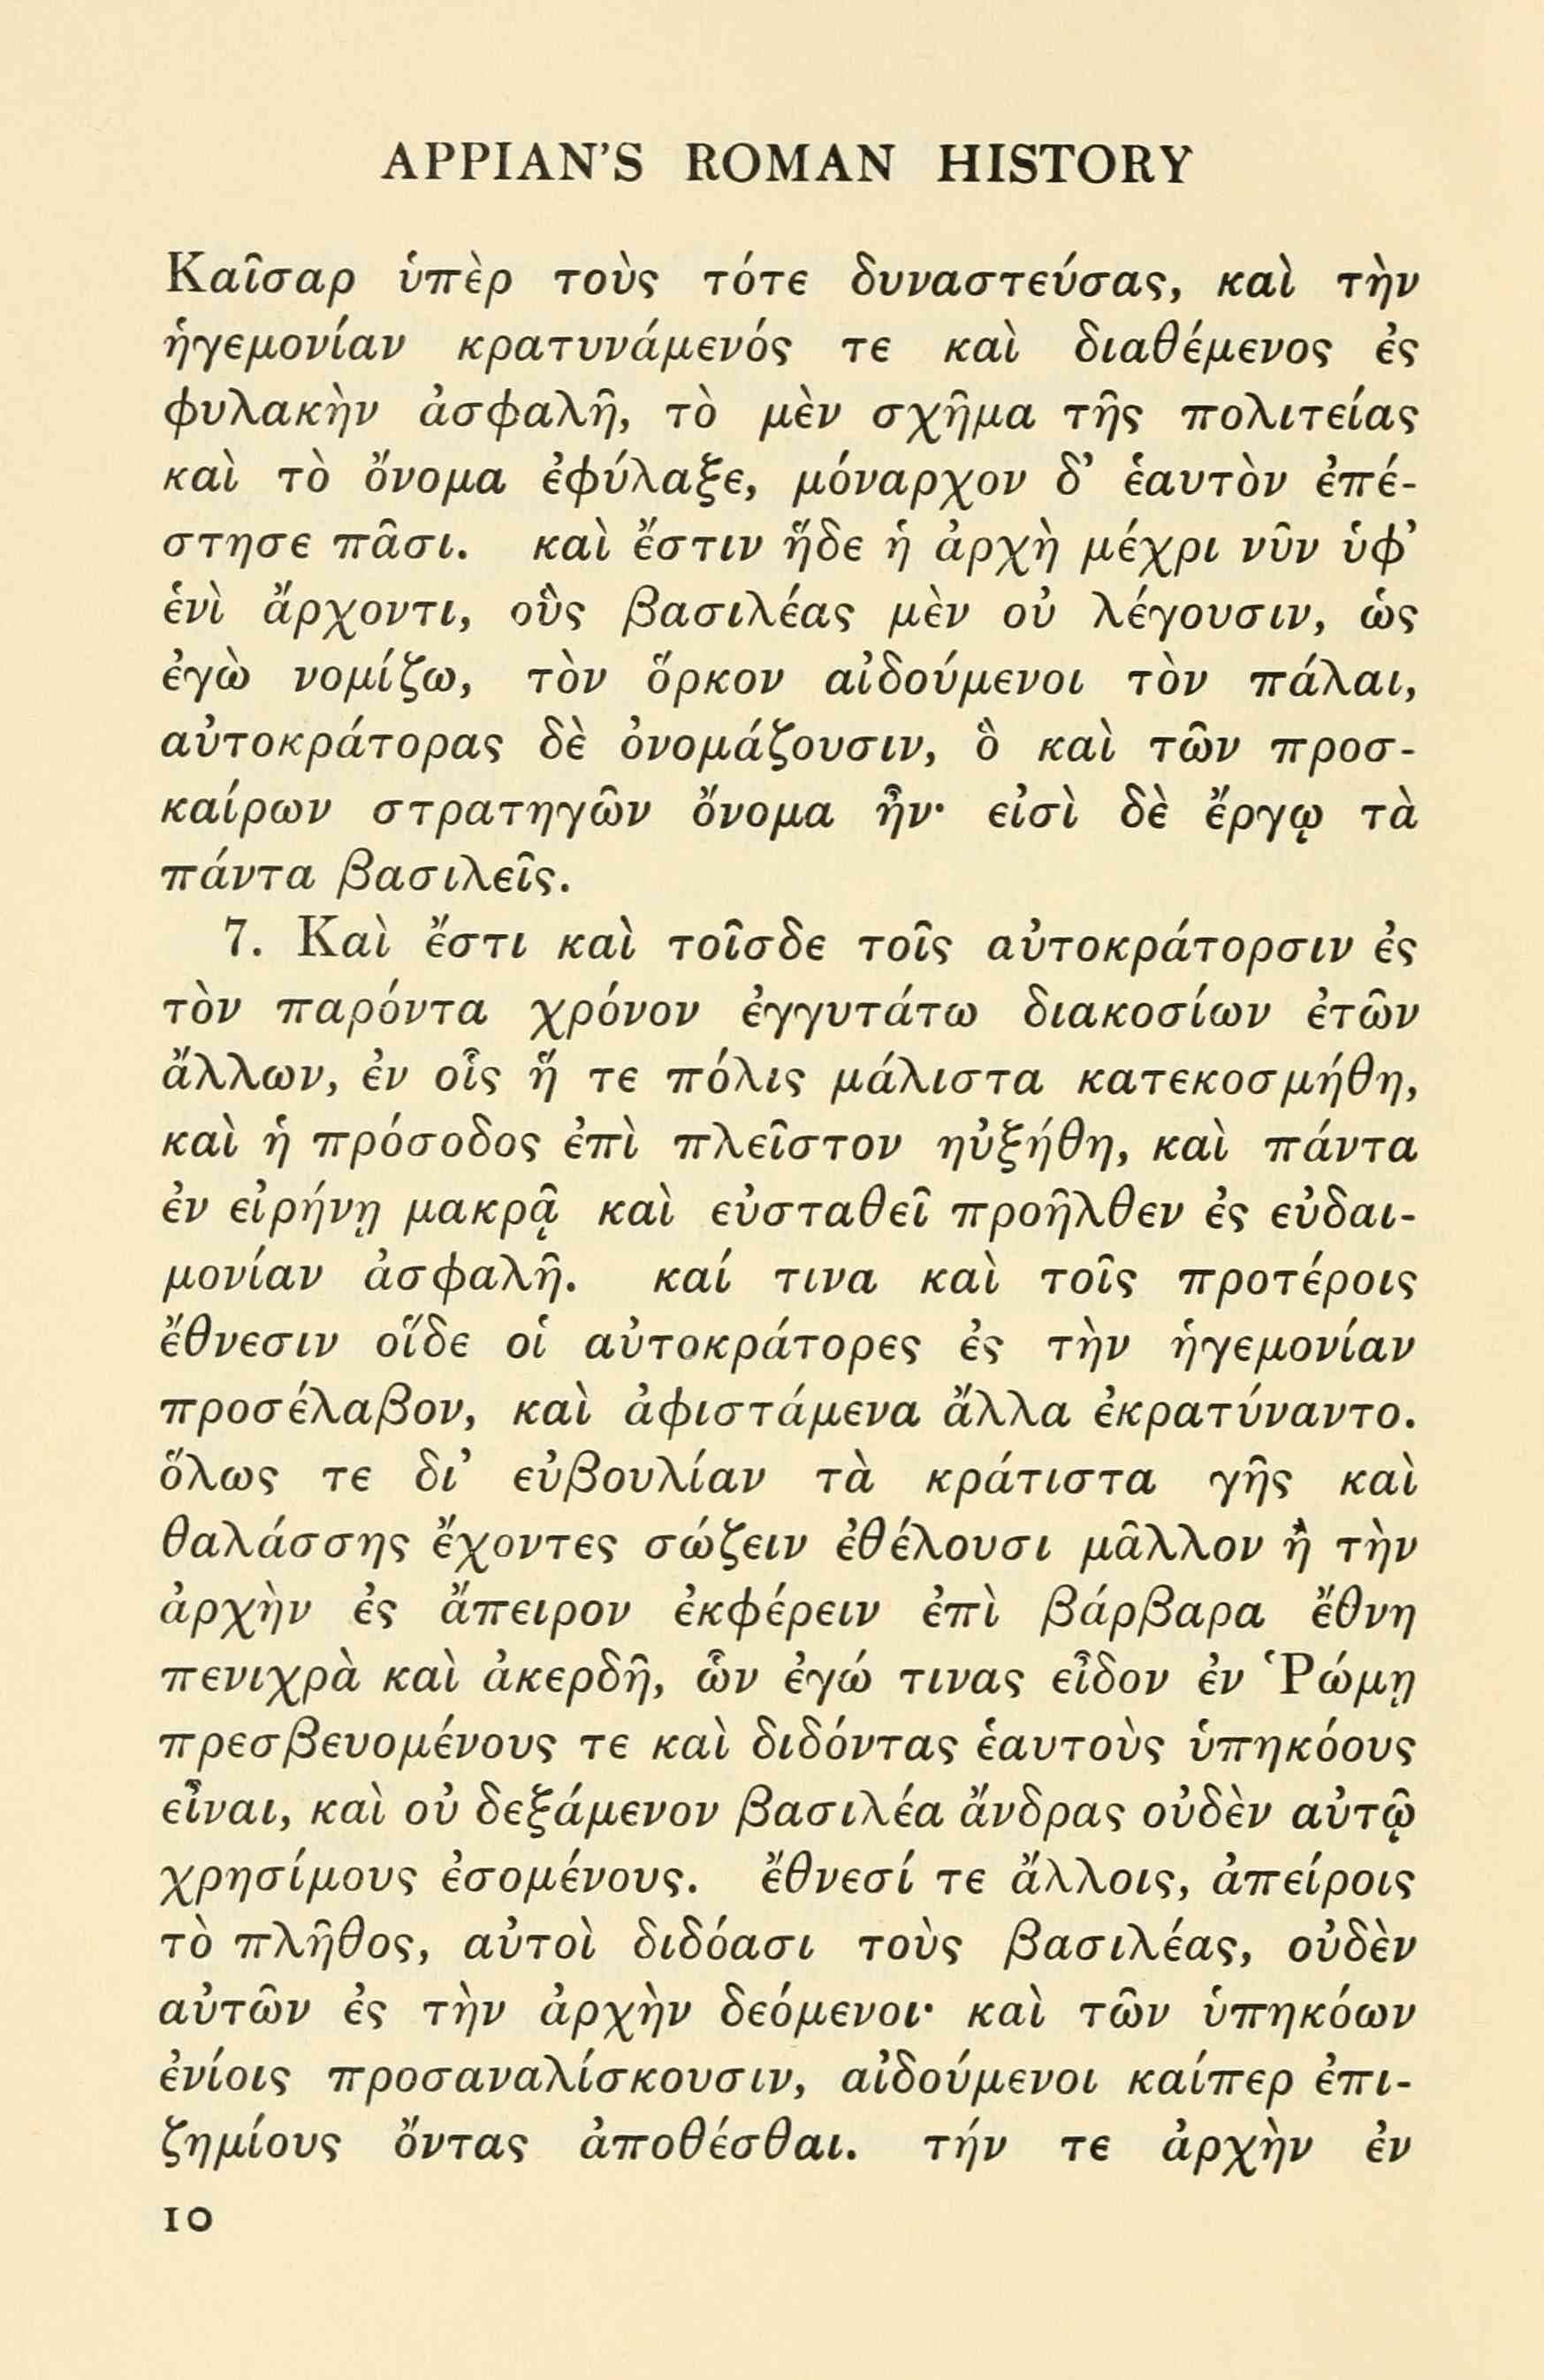 APPIAN'S ROMAN HISTORY
Καῖσαρ ὑπὲρ τοὺς τότε δυναστεύσας, καὶ τὴν
ἡγεμονίαν κρατυνάμενός τε καὶ διαθέμενος ἐς
φυλακὴν ἀσφαλῆ, τὸ μὲν σχῆμα τῆς πολιτείας
καὶ τὸ ὄνομα ἐφύλαξε, μόναρχον δ' ἑαυτὸν ἐπέ-
στησε πᾶσι. καὶ ἔστιν ἥδε ἡ ἀρχὴ μέχρι νῦν ὑφ'
ἑνὶ ἄρχοντι, οὓς βασιλέας μὲν οὐ λέγουσιν, ὡς
ἐγὼ νομίζω, τὸν ὅρκον αἰδούμενοι τὸν πάλαι,
αὐτοκράτορας δὲ ὀνομάζουσιν, ὃ καὶ τῶν προσ-
καίρων στρατηγῶν ὄνομα ἦν· εἰσὶ δὲ ἔργῳ τὰ
πάντα βασιλεῖς.
7. Καὶ ἔστι καὶ τοῖσδε τοῖς αὐτοκράτορσιν ἐς
τὸν παρόντα χρόνον ἐγγυτάτω διακοσίων ἐτῶν
ἄλλων, ἐν οἷς ἥ τε πόλις μάλιστα κατεκοσμήθη,
καὶ ἡ πρόσοδος ἐπὶ πλεῖστον ηὐξήθη, καὶ πάντα
ἐν εἰρήνῃ μακρᾷ καὶ εὐσταθεῖ προῆλθεν ἐς εὐδαι-
μονίαν ἀσφαλῆ. καί τινα καὶ τοῖς προτέροις
ἔθνεσιν οἵδε οἱ αὐτοκράτορες ἐς τὴν ἡγεμονίαν
προσέλαβον, καὶ ἀφιστάμενα ἄλλα ἐκρατύναντο.
ὅλως τε δι' εὐβουλίαν τὰ κράτιστα γῆς καὶ
θαλάσσης ἔχοντες σώζειν ἐθέλουσι μᾶλλον ἢ τὴν
ἀρχὴν ἐς ἄπειρον ἐκφέρειν ἐπὶ βάρβαρα ἔθνη
πενιχρὰ καὶ ἀκερδῆ, ὧν ἐγώ τινας εἶδον ἐν Ῥώμῃ
πρεσβευομένους τε καὶ διδόντας ἑαυτοὺς ὑπηκόους
εἶναι, καὶ οὐ δεξάμενον βασιλέα ἄνδρας οὐδὲν αὐτῷ
χρησίμους ἐσομένους. ἔθνεσί τε ἄλλοις, ἀπείροις
τὸ πλῆθος, αὐτοὶ διδόασι τοὺς βασιλέας, οὐδὲν
αὐτῶν ἐς τὴν ἀρχὴν δεόμενοι· καὶ τῶν ὑπηκόων
ἐνίοις προσαναλίσκουσιν, αἰδούμενοι καίπερ ἐπι-
ζημίους ὄντας ἀποθέσθαι. τήν τε ἀρχὴν ἐν
10